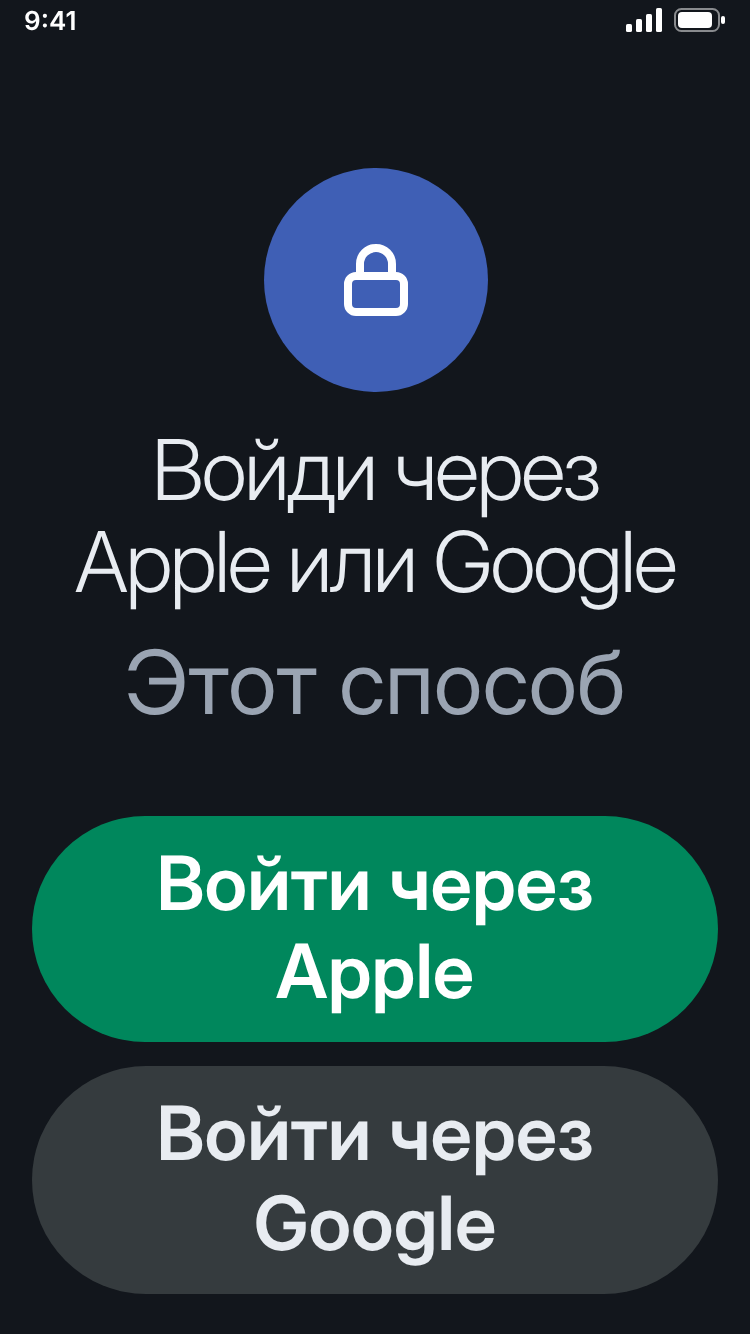 9:41
Войди через
Apple или Google
Этот способ
Войти через
Apple
Войти через
Google